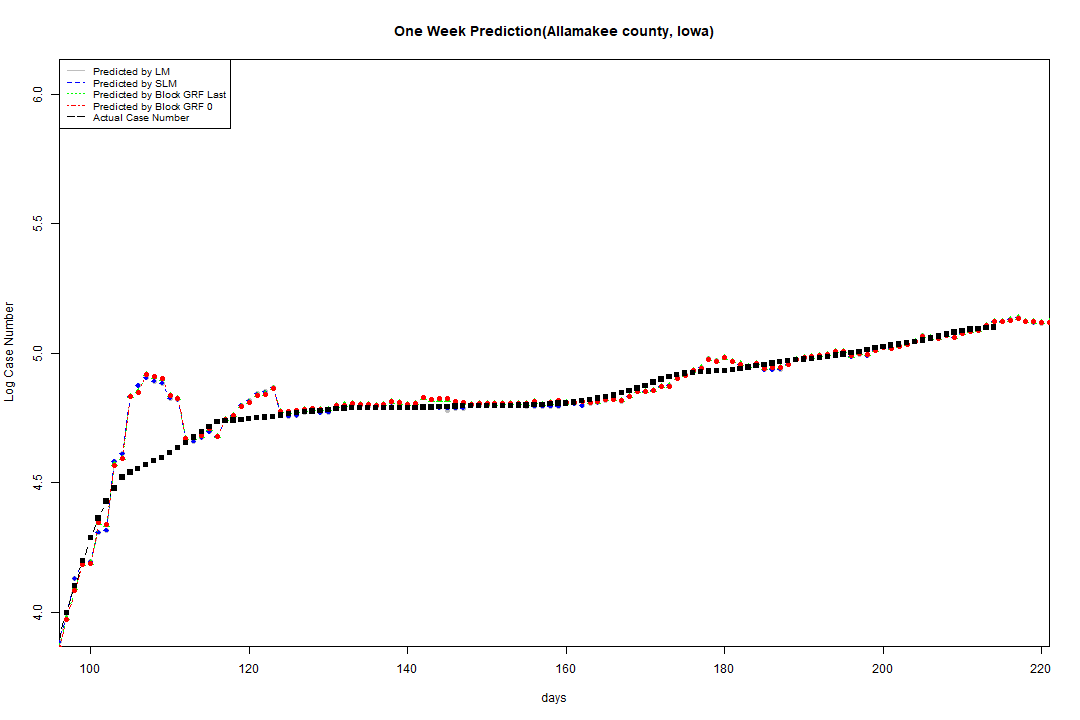 One Week Prediction(Allamakee county, Iowa)
Predicted by LM
Predicted by SLM
Predicted by Block GRF Last
Predicted by Block GRF 0
Actual Case Number
6.0
5.5
5.0
4.5
4.0
Log Case Number
100 120 140 160 180 200 220
days